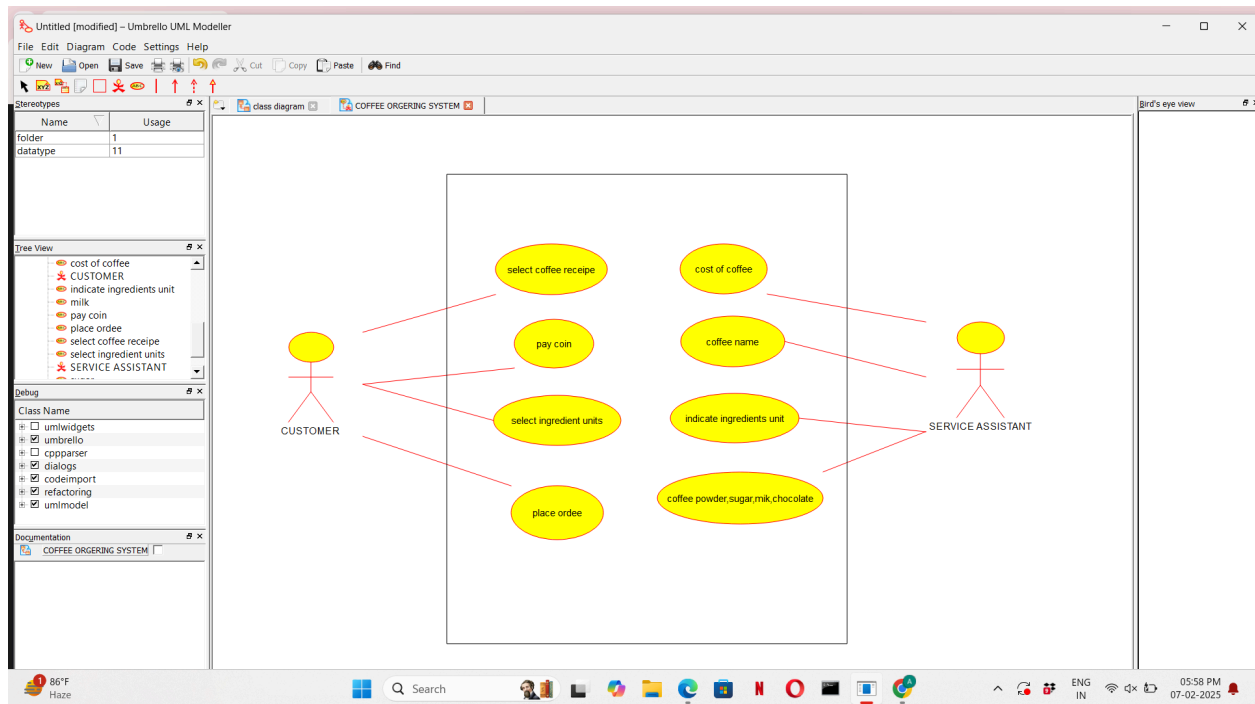 Untitled [modified] – Umbrello UML Modeller
File Edit Diagram Code Settings Help
New Open Save Cut Copy Paste Find
Stereotypes
Name Usage
folder 1
datatype 11
Tree View
cost of coffee
CUSTOMER
indicate ingredients unit
milk
pay coin
place ordee
select coffee receipe
select ingredient units
SERVICE ASSISTANT
Debug
Class Name
umlwidgets
umbrello
cppparser
dialogs
codeimport
refactoring
umlmodel
Documentation
COFFEE ORGERING SYSTEM
class diagram
COFFEE ORGERING SYSTEM
select coffee receipe
cost of coffee
pay coin
coffee name
select ingredient units
indicate ingredients unit
place ordee
coffee powder,sugar,mik,chocolate
CUSTOMER
SERVICE ASSISTANT
Bird's eye view
1
86°F
Haze
Search
ENG
IN
05:58 PM
07-02-2025